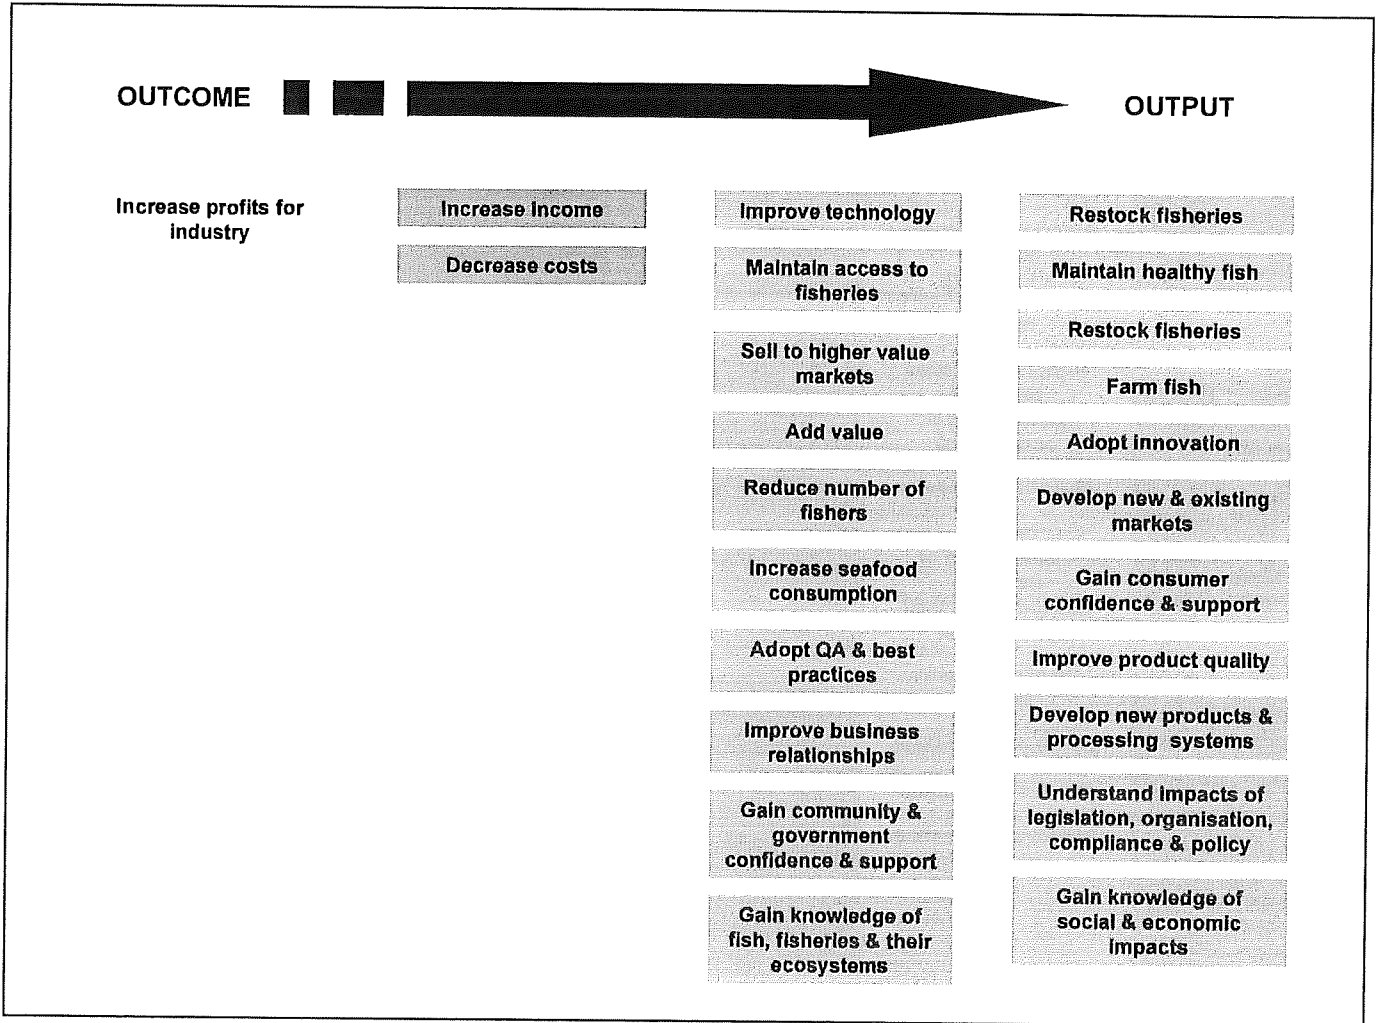 OUTCOME
OUTPUT
Increase profits for
industry
Increase Income
Decrease costs
Improve technology
Maintain access to
fisheries
Sell to higher value
markets
Add value
Reduce number of
fishers
Increase seafood
consumption
Adopt QA & best
practices
Improve business
relationships
Gain community &
government
confidence & support
Gain knowledge of
fish, fisheries & their
ecosystems
Restock fisheries
Maintain healthy fish
Restock fisheries
Farm fish
Adopt innovation
Develop new & existing
markets
Gain consumer
confidence & support
Improve product quality
Develop new products &
processing systems
Understand impacts of
legislation, organisation,
compliance & policy
Gain knowledge of
social & economic
impacts